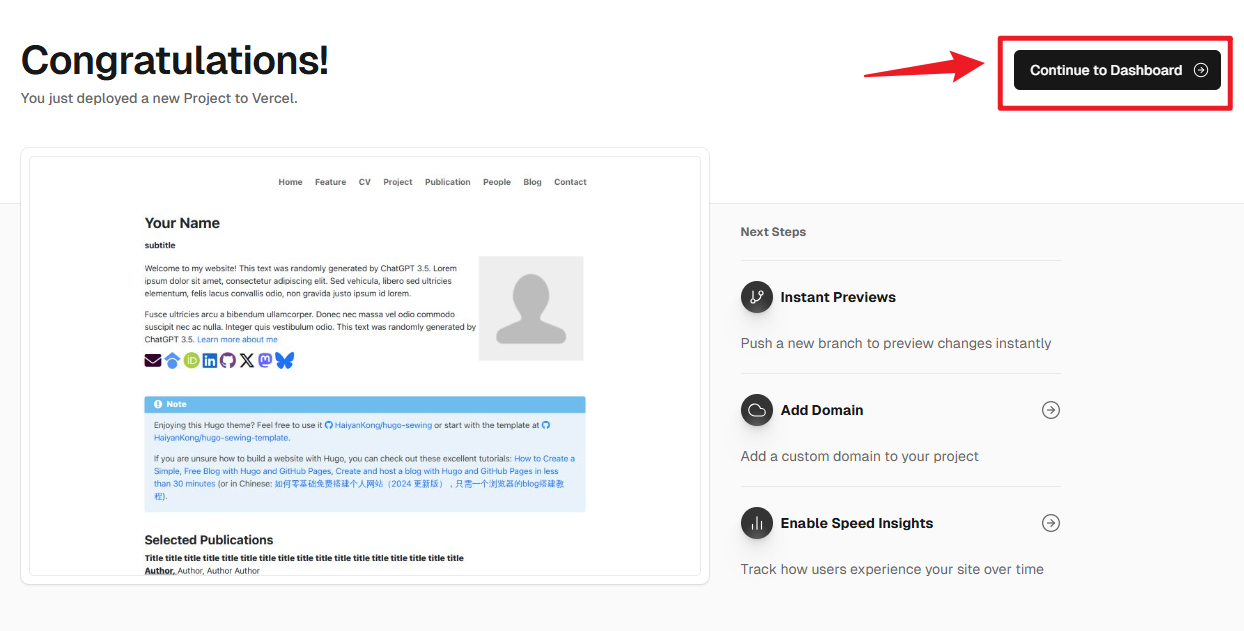 Congratulations!
Continue to Dashboard
You just deployed a new Project to Vercel.
Home Feature CV Project Publication People Blog Contact
Your Name
subtitle
Welcome to my website! This text was randomly generated by ChatGPT 3.5. Lorem
ipsum dolor sit amet, consectetur adipiscing elit. Sed vehicula, libero sed ultricies
elementum, felis lacus convallis odio, non gravida justo ipsum id lorem.
Fusce ultricies arcu a bibendum ullamcorper. Donec nec massa vel odio commodo
suscipit nec ac nulla. Integer quis vestibulum odio. This text was randomly generated by
ChatGPT 3.5. Learn more about me
Note
Enjoying this Hugo theme? Feel free to use it HaiyanKong/hugo-sewing or start with the template at
HaiyanKong/hugo-sewing-template.
If you are unsure how to build a website with Hugo, you can check out these excellent tutorials: How to Create a
Simple, Free Blog with Hugo and GitHub Pages, Create and host a blog with Hugo and GitHub Pages in less
than 30 minutes (or in Chinese: 如何零基础免费搭建个人网站（2024 更新版），只需一个浏览器的blog搭建教
程).
Selected Publications
Title title title title title title title title title title title title title title title title title
Author, Author, Author Author
Next Steps
Instant Previews
Push a new branch to preview changes instantly
Add Domain
Add a custom domain to your project
Enable Speed Insights
Track how users experience your site over time